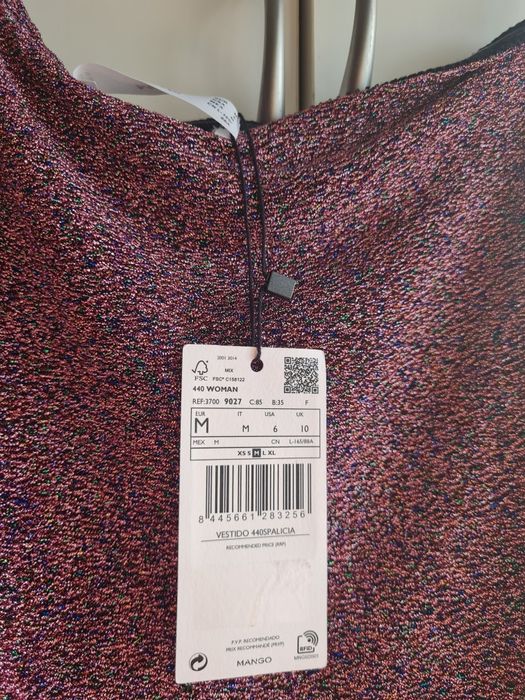 2001 2014
FSC
MIX
FSC® C158122
440 WOMAN
REF:3700 9027 C:85 B:35 F
EUR IT USA UK
M M 6 10
MEX M CN L-165/88A
XS S M L XL
8 445661 283256
VESTIDO 440SPALICIA
RECOMMENDED PRICE (RRP)
P.V.P. RECOMENDADO
PRIX RECOMMANDÉ (PRHP)
RFID
MANGO